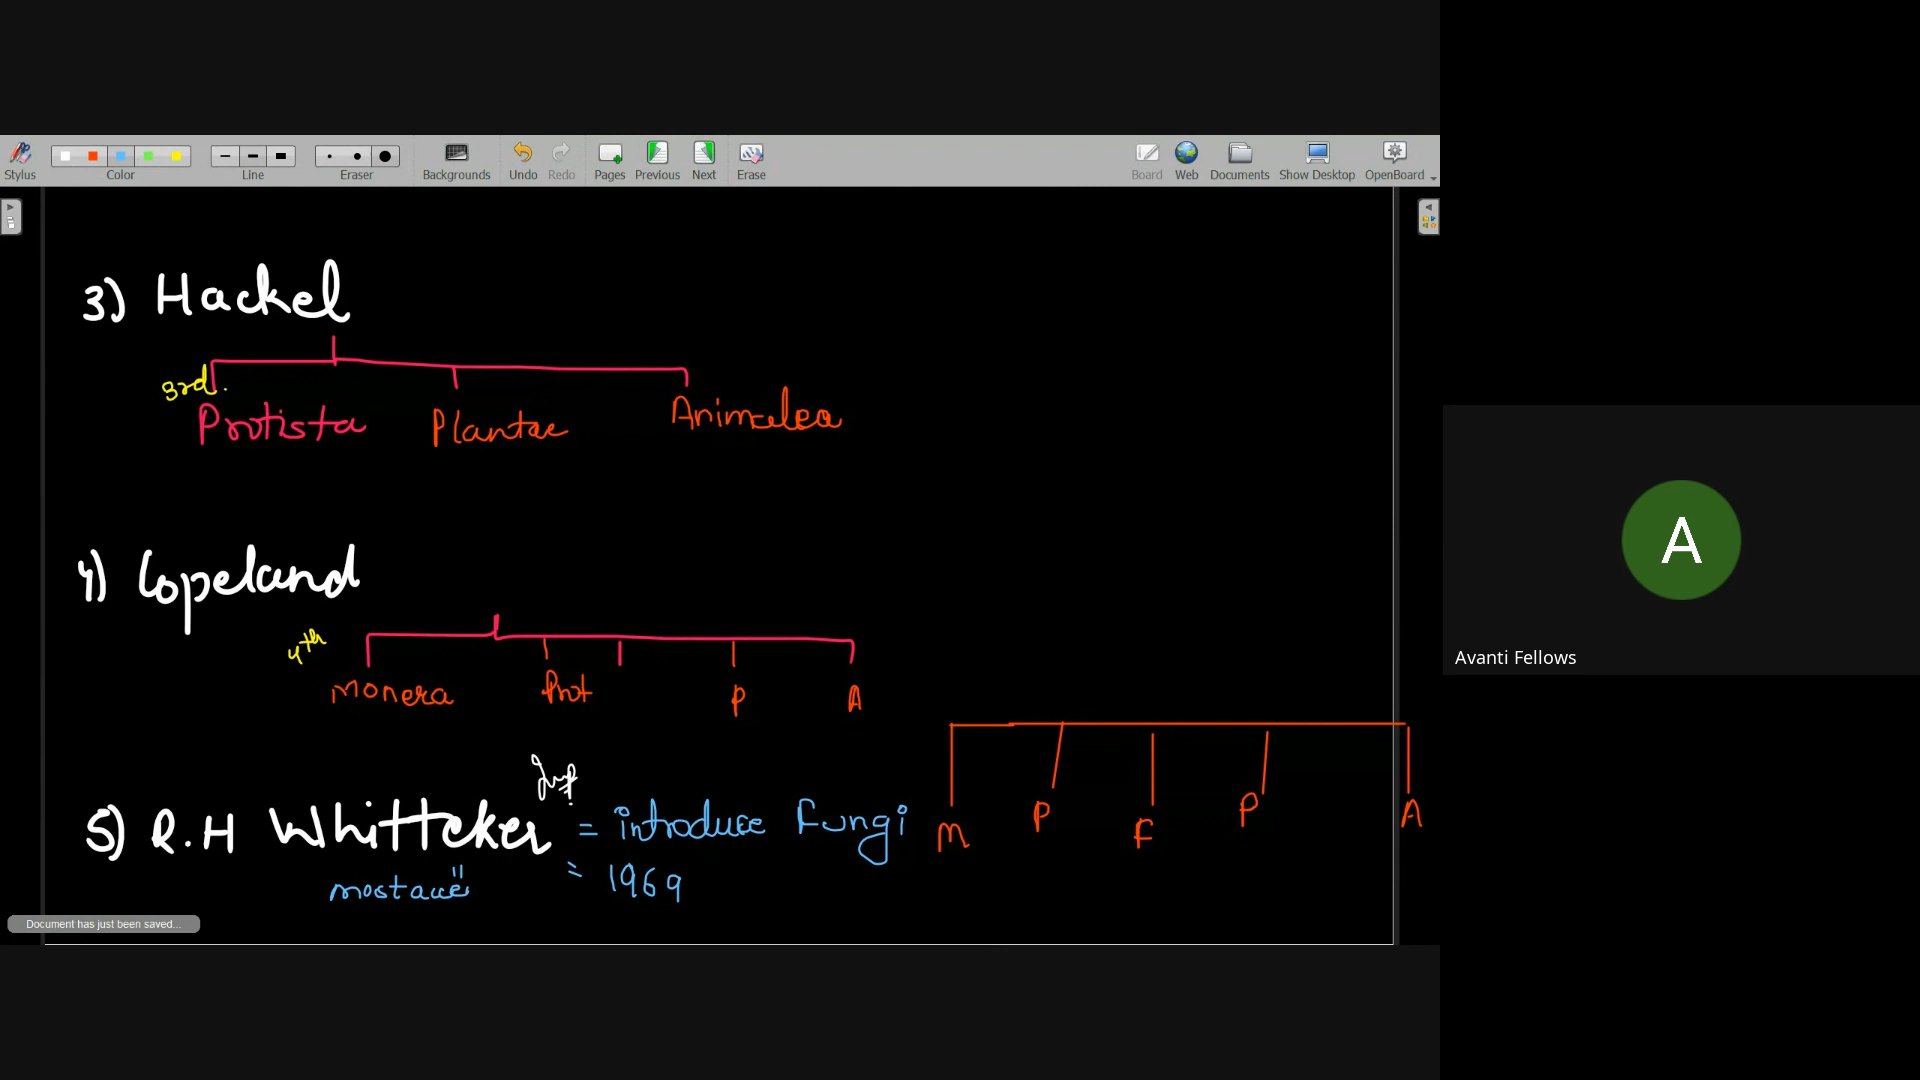 Stylus
Color
Line
Eraser
Backgrounds
Undo
Redo
Pages
Previous
Next
Erase
Board
Web
Documents
Show Desktop
OpenBoard
3) Hackel
3rd.
Protista Plantae Animalea
4) Copeland
4th
Monera Prot P A
Imp
5) R.H Whitteker = introduce Fungi
= 1969
M P F P A
Document has just been saved...
A
Avanti Fellows